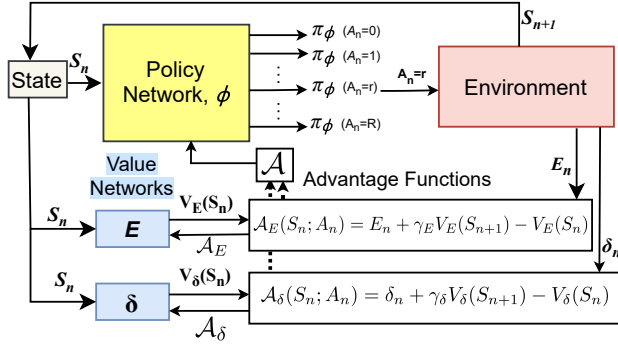 S_{n+1}
State
S_n
Policy
Network, ϕ
π_ϕ (A_n=0)
π_ϕ (A_n=1)
⋮ ⋮
π_ϕ (A_n=r)
⋮ ⋮
π_ϕ (A_n=R)
A_n=r
Environment
𝒜
Advantage Functions
E_n
δ_n
Value
Networks
S_n
E
V_E(S_n)
𝒜_E
𝒜_E(S_n; A_n) = E_n + γ_E V_E(S_{n+1}) − V_E(S_n)
S_n
δ
V_δ(S_n)
𝒜_δ
𝒜_δ(S_n; A_n) = δ_n + γ_δ V_δ(S_{n+1}) − V_δ(S_n)